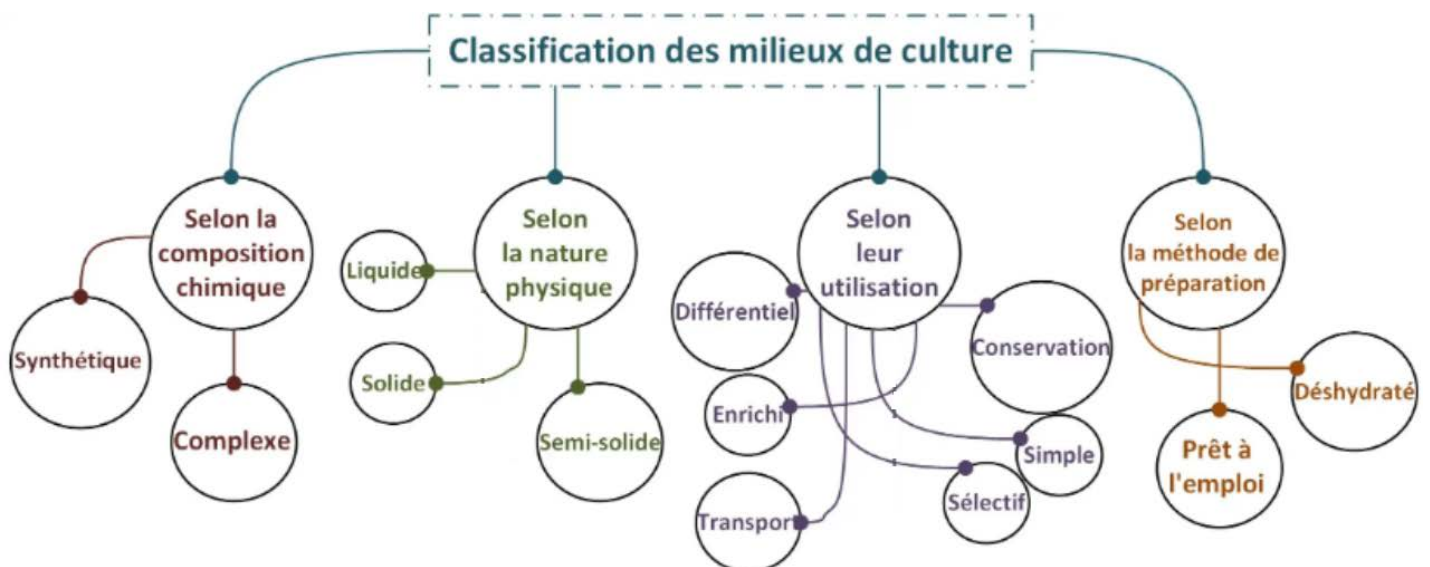 Classification des milieux de culture
Selon la
composition
chimique
Synthétique
Complexe
Selon
la nature
physique
Liquide
Solide
Semi-solide
Selon
leur
utilisation
Différentiel
Conservation
Enrichi
Simple
Sélectif
Transport
Selon
la méthode de
préparation
Déshydraté
Prêt à
l'emploi